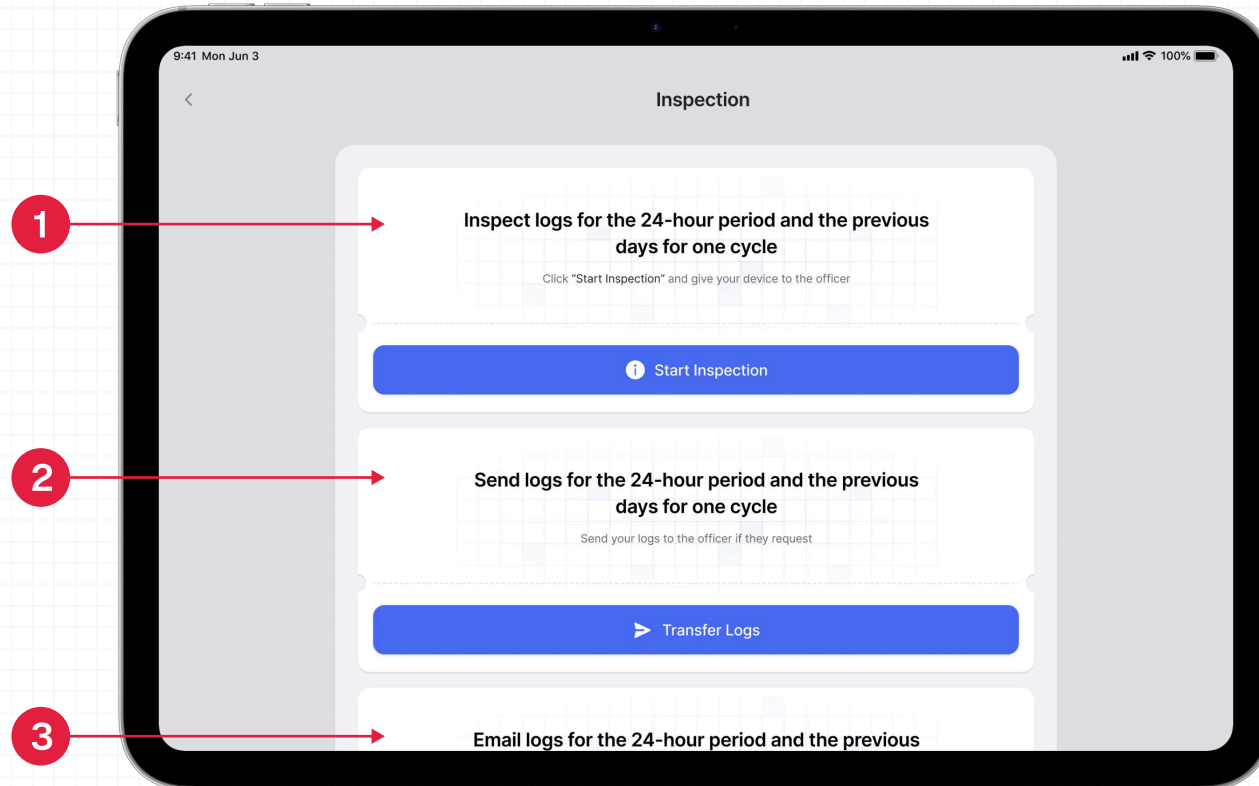 9:41 Mon Jun 3
100%
Inspection
1
Inspect logs for the 24-hour period and the previous
days for one cycle
Click “Start Inspection” and give your device to the officer
Start Inspection
2
Send logs for the 24-hour period and the previous
days for one cycle
Send your logs to the officer if they request
Transfer Logs
3
Email logs for the 24-hour period and the previous